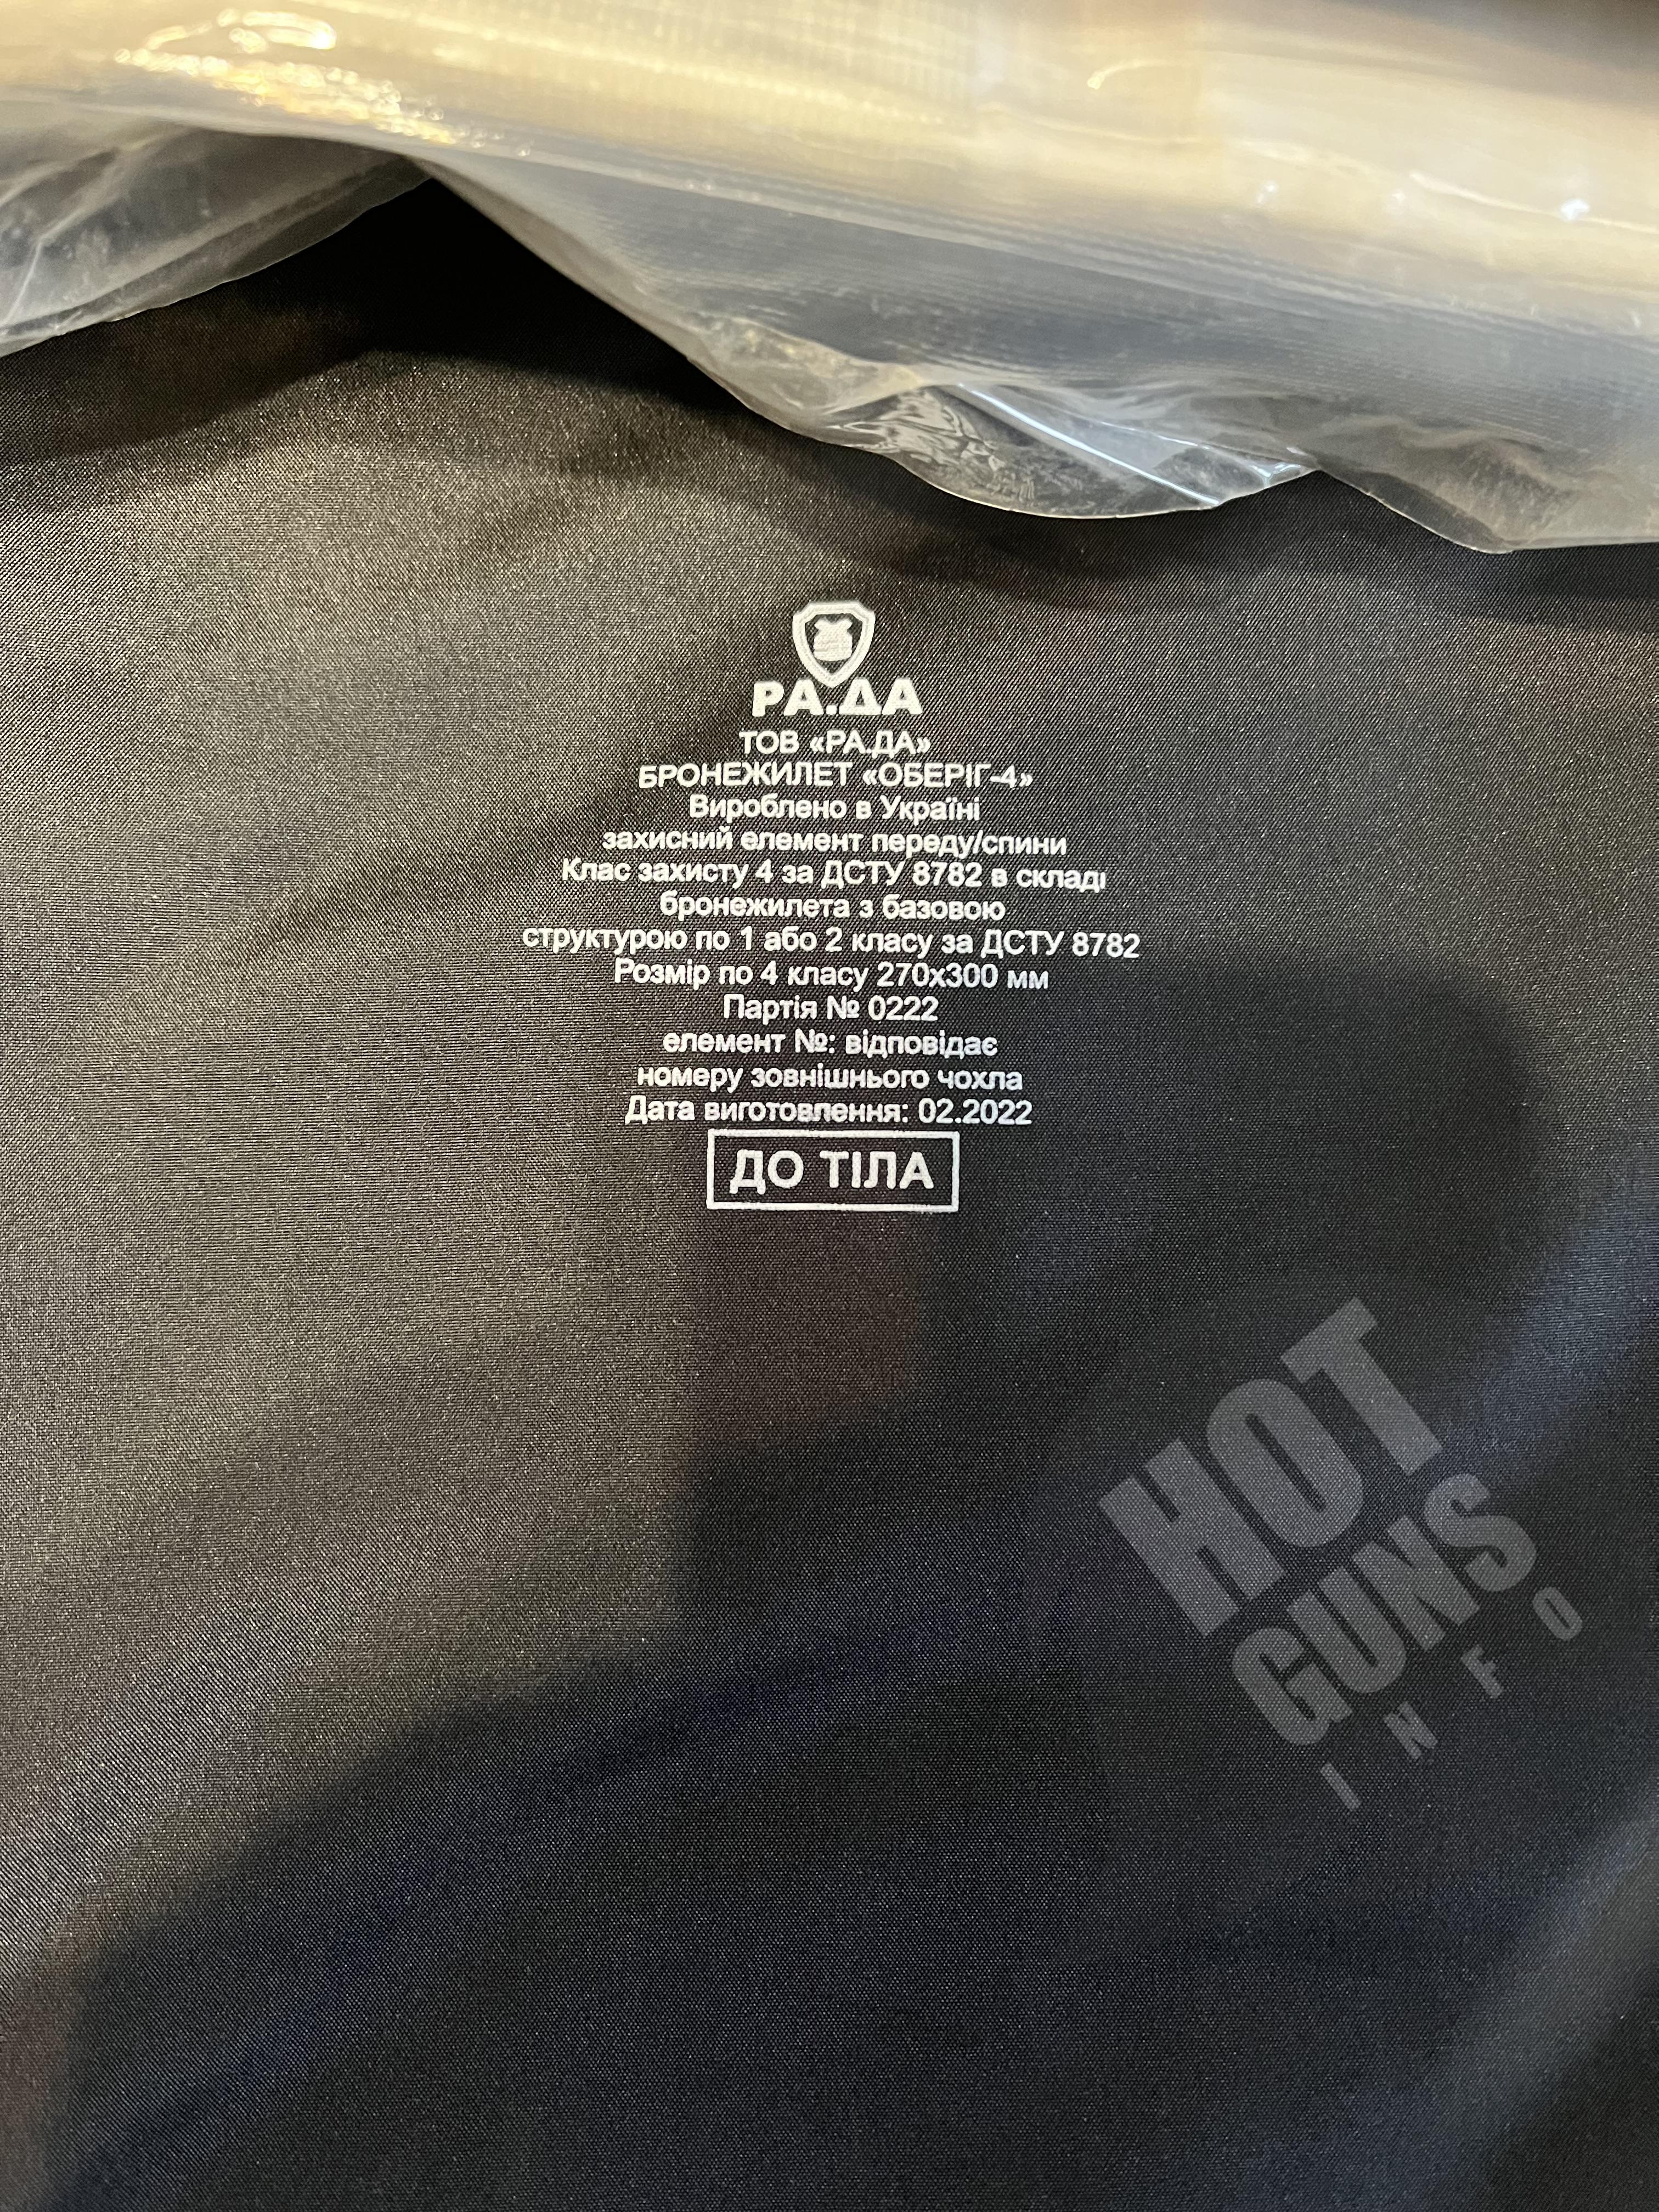 РА.ДА
ТОВ «РА.ДА»
БРОНЕЖИЛЕТ «ОБЕРІГ-4»
Вироблено в Україні
захисний елемент переду/спини
Клас захисту 4 за ДСТУ 8782 в складі
бронежилета з базовою
структурою по 1 або 2 класу за ДСТУ 8782
Розмір по 4 класу 270х300 мм
Партія № 0222
елемент №: відповідає
номеру зовнішнього чохла
Дата виготовлення: 02.2022
ДО ТІЛА
HOT
GUNS
INFO